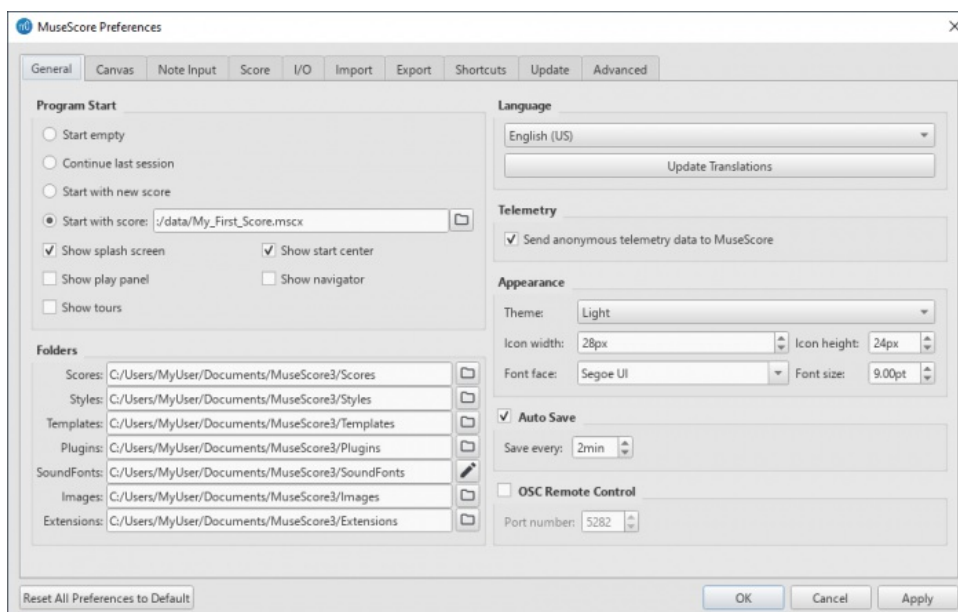 MuseScore Preferences
General Canvas Note Input Score I/O Import Export Shortcuts Update Advanced
Program Start
Start empty
Continue last session
Start with new score
Start with score: :/data/My_First_Score.mscx
Show splash screen Show start center
Show play panel Show navigator
Show tours
Folders
Scores: C:/Users/MyUser/Documents/MuseScore3/Scores
Styles: C:/Users/MyUser/Documents/MuseScore3/Styles
Templates: C:/Users/MyUser/Documents/MuseScore3/Templates
Plugins: C:/Users/MyUser/Documents/MuseScore3/Plugins
SoundFonts: C:/Users/MyUser/Documents/MuseScore3/SoundFonts
Images: C:/Users/MyUser/Documents/MuseScore3/Images
Extensions: C:/Users/MyUser/Documents/MuseScore3/Extensions
Language
English (US)
Update Translations
Telemetry
Send anonymous telemetry data to MuseScore
Appearance
Theme: Light
Icon width: 28px Icon height: 24px
Font face: Segoe UI Font size: 9.00pt
Auto Save
Save every: 2min
OSC Remote Control
Port number: 5282
Reset All Preferences to Default OK Cancel Apply